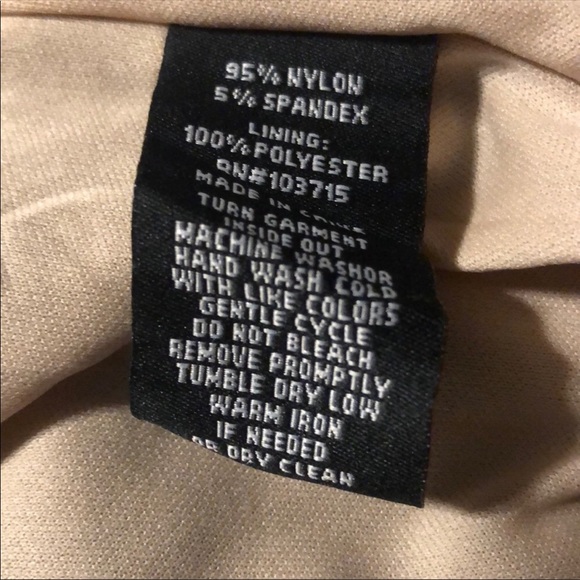 95% NYLON
5% SPANDEX
LINING:
100% POLYESTER
RN#103715
MADE IN CHINA
TURN GARMENT
INSIDE OUT
MACHINE WASHOR
HAND WASH COLD
WITH LIKE COLORS
GENTLE CYCLE
DO NOT BLEACH
REMOVE PROMPTLY
TUMBLE DRY LOW
WARM IRON
IF NEEDED
OR DRY CLEAN